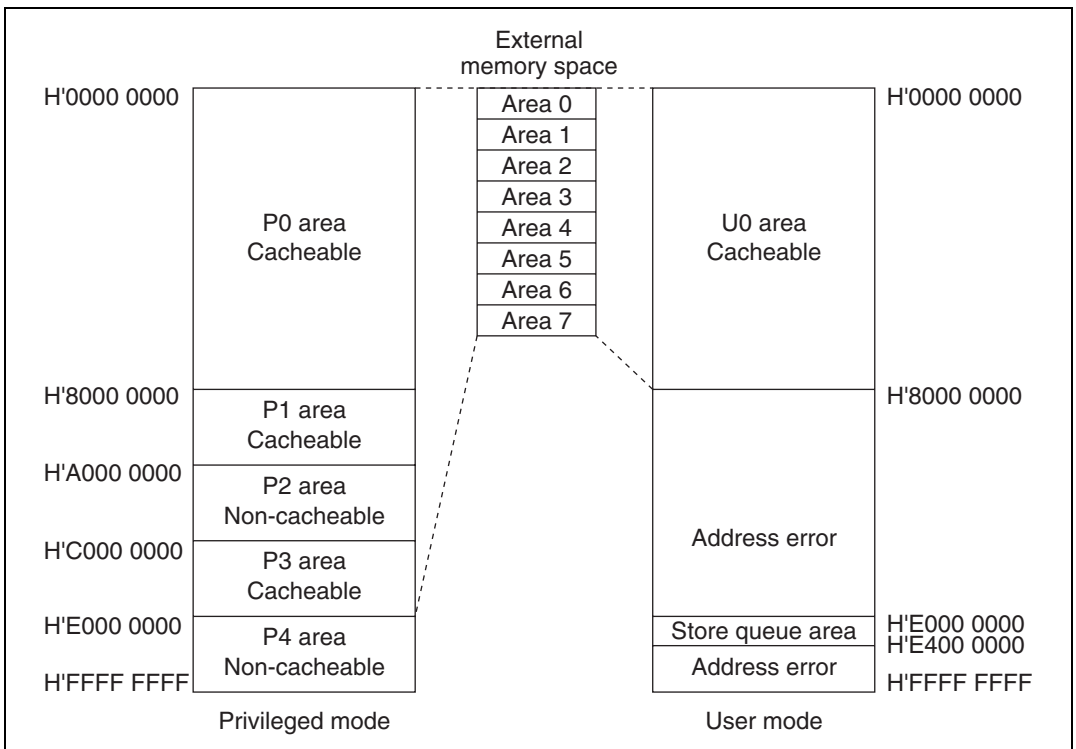 External
memory space
H'0000 0000
H'0000 0000
Area 0
Area 1
Area 2
Area 3
Area 4
Area 5
Area 6
Area 7
P0 area
Cacheable
U0 area
Cacheable
H'8000 0000
H'8000 0000
P1 area
Cacheable
H'A000 0000
P2 area
Non-cacheable
H'C000 0000
Address error
P3 area
Cacheable
H'E000 0000
P4 area
Non-cacheable
Store queue area
H'E000 0000
H'E400 0000
Address error
H'FFFF FFFF
H'FFFF FFFF
Privileged mode
User mode